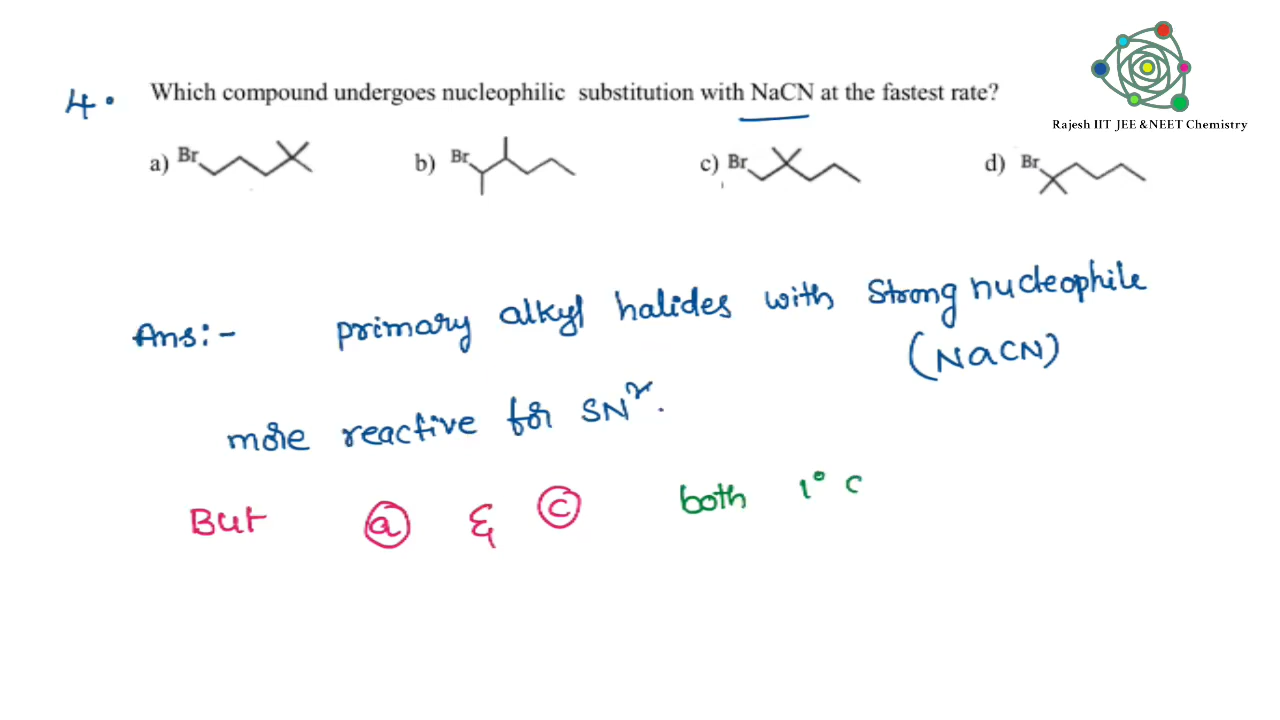 4. Which compound undergoes nucleophilic substitution with NaCN at the fastest rate?
Rajesh IIT JEE &NEET Chemistry
a) Br b) Br c) Br d) Br
Ans:- primary alkyl halides with strong nucleophile
(NaCN)
more reactive for SN2.
But a & c both 1° c